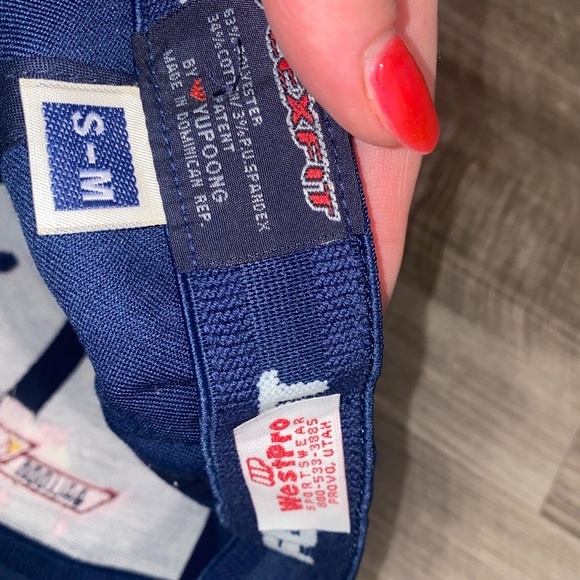 S-M
FLEXFIT
63% POLYESTER
34% COTTON/3% PU-SPANDEX
PATENT
BY YUPOONG
MADE IN DOMINICAN REP.
WestPro
SPORTSWEAR
800-533-3885
PROVO, UTAH